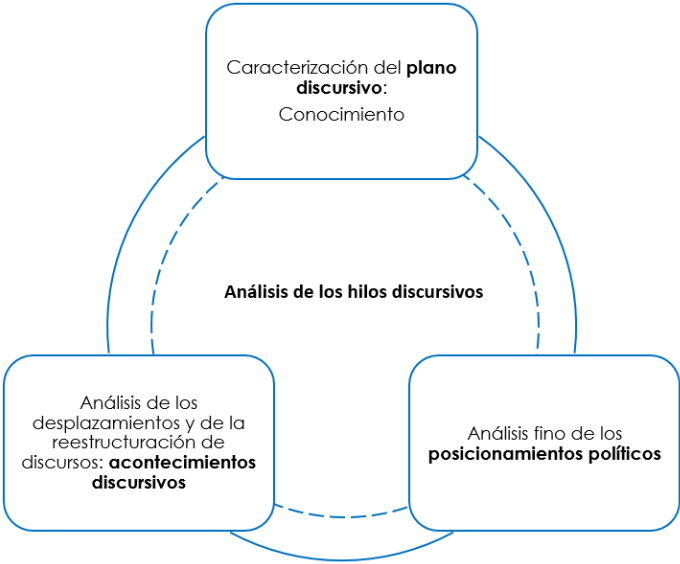 Caracterización del plano
discursivo:
Conocimiento
Análisis de los hilos discursivos
Análisis de los
desplazamientos y de la
reestructuración de
discursos: acontecimientos
discursivos
Análisis fino de los
posicionamientos políticos